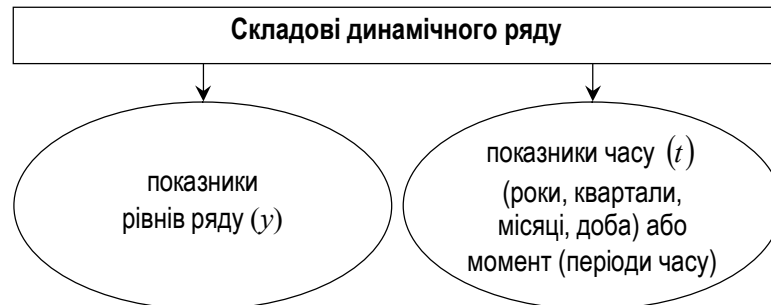 Складові динамічного ряду
показники
рівнів ряду (y)
показники часу (t)
(роки, квартали,
місяці, доба) або
момент (періоди часу)